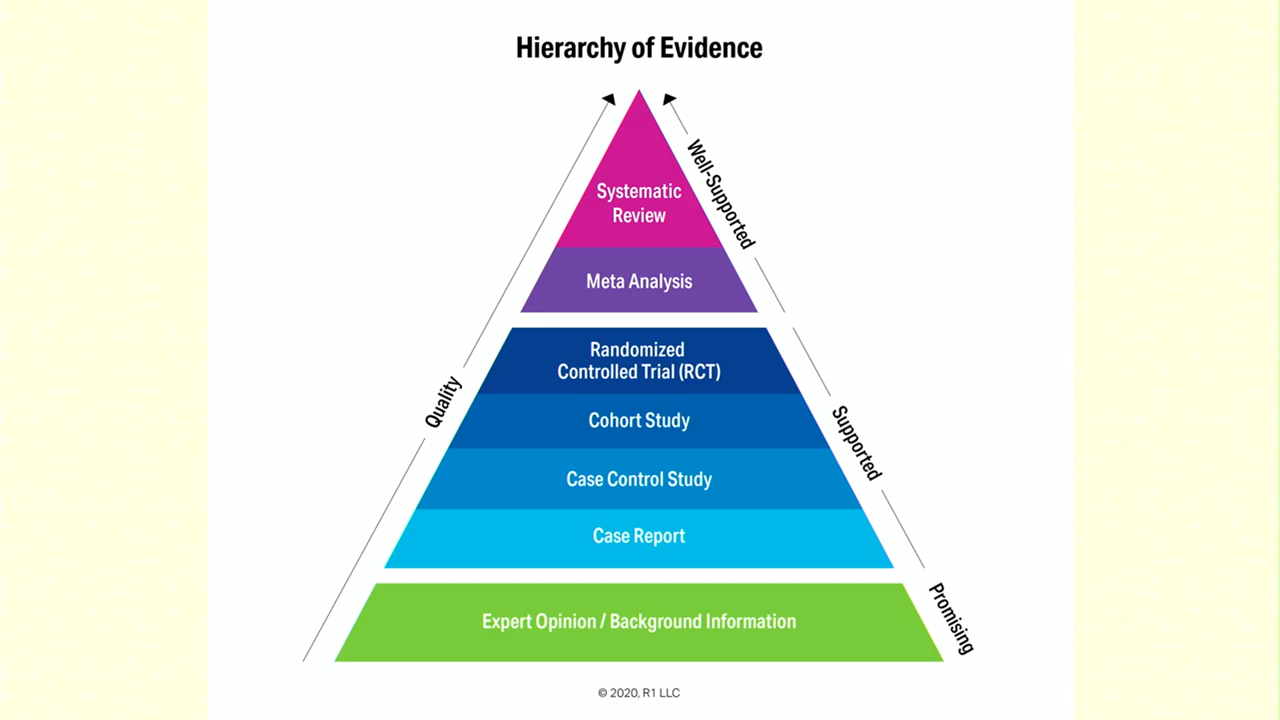 Hierarchy of Evidence
Systematic
Review
Well-Supported
Meta Analysis
Randomized
Controlled Trial (RCT)
Quality
Cohort Study
Supported
Case Control Study
Case Report
Expert Opinion / Background Information
Promising
© 2020, R1 LLC